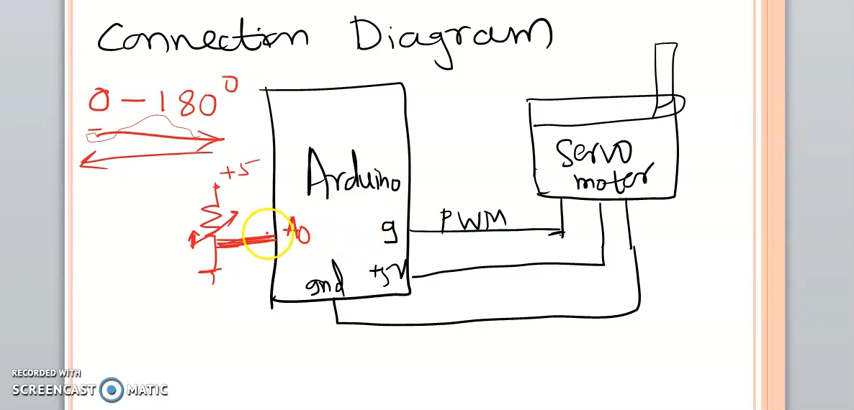 Connection Diagram
0 - 180°
+5
Arduino
Servo
motor
A0
9
PWM
+5V
gnd
RECORDED WITH
SCREENCAST MATIC